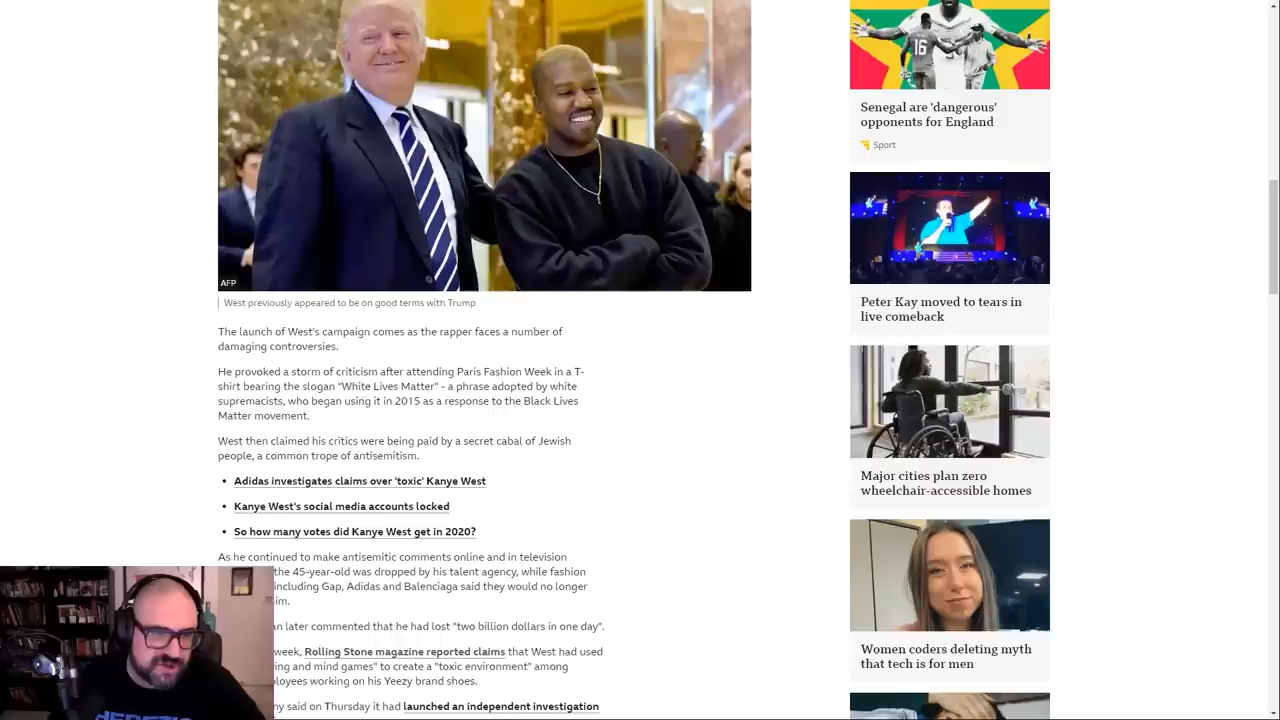 AFP
West previously appeared to be on good terms with Trump
The launch of West's campaign comes as the rapper faces a number of
damaging controversies.
He provoked a storm of criticism after attending Paris Fashion Week in a T-
shirt bearing the slogan "White Lives Matter" - a phrase adopted by white
supremacists, who began using it in 2015 as a response to the Black Lives
Matter movement.
West then claimed his critics were being paid by a secret cabal of Jewish
people, a common trope of antisemitism.
• Adidas investigates claims over 'toxic' Kanye West
• Kanye West's social media accounts locked
• So how many votes did Kanye West get in 2020?
As he continued to make antisemitic comments online and in television
the 45-year-old was dropped by his talent agency, while fashion
including Gap, Adidas and Balenciaga said they would no longer
later commented that he had lost "two billion dollars in one day".
week, Rolling Stone magazine reported claims that West had used
and mind games" to create a "toxic environment" among
working on his Yeezy brand shoes.
said on Thursday it had launched an independent investigation
16
Senegal are 'dangerous'
opponents for England
Sport
Peter Kay moved to tears in
live comeback
Major cities plan zero
wheelchair-accessible homes
Women coders deleting myth
that tech is for men